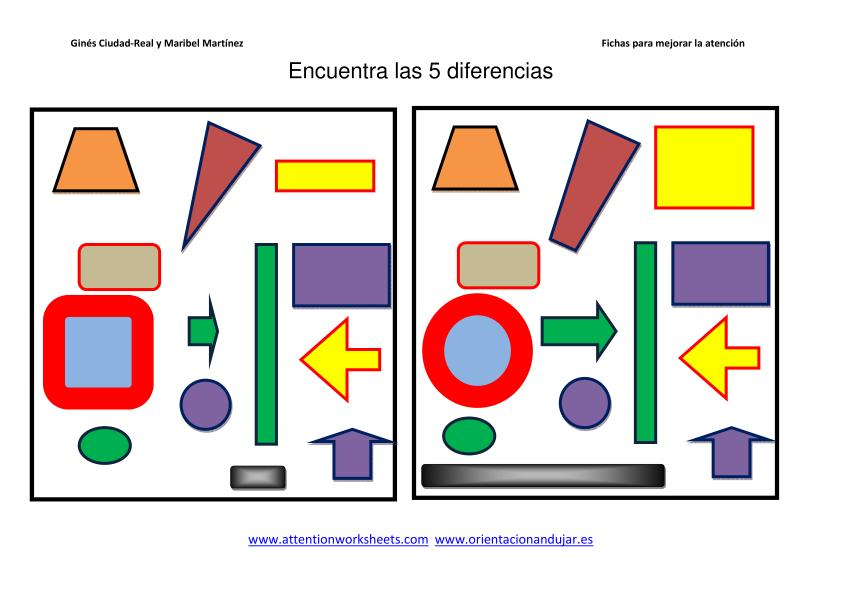 Ginés Ciudad-Real y Maribel Martínez Fichas para mejorar la atención
Encuentra las 5 diferencias
www.attentionworksheets.com www.orientacionandujar.es